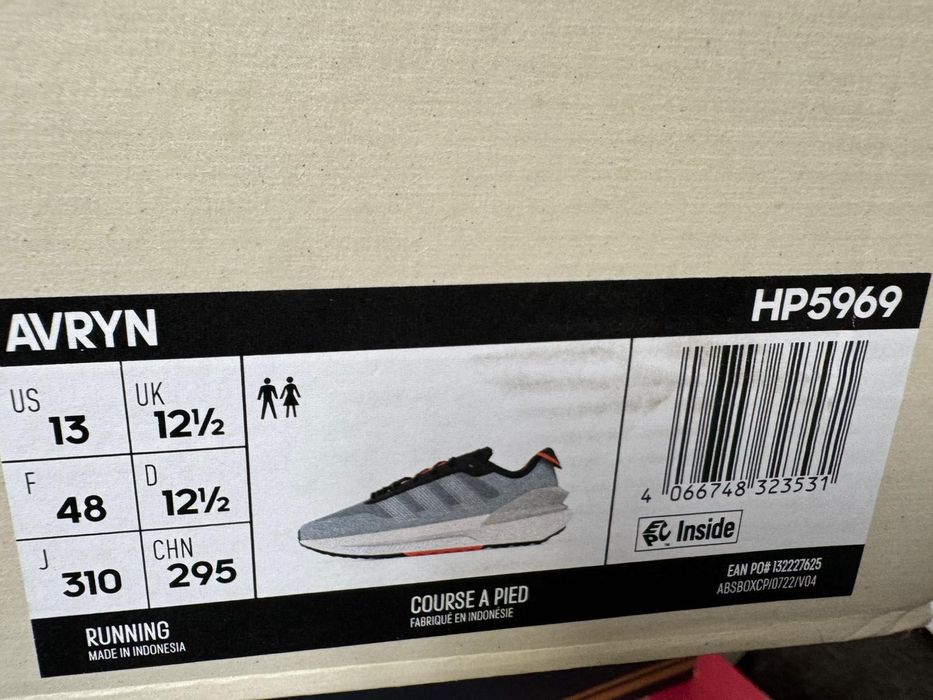 AVRYN
HP5969
US 13
UK 12½
F 48
D 12½
J 310
CHN 295
4 066748 323531
EPC™ Inside
RUNNING
MADE IN INDONESIA
COURSE A PIED
FABRIQUÉ EN INDONÉSIE
EAN PO# 132227625
ABSBOXCP/0722/V04